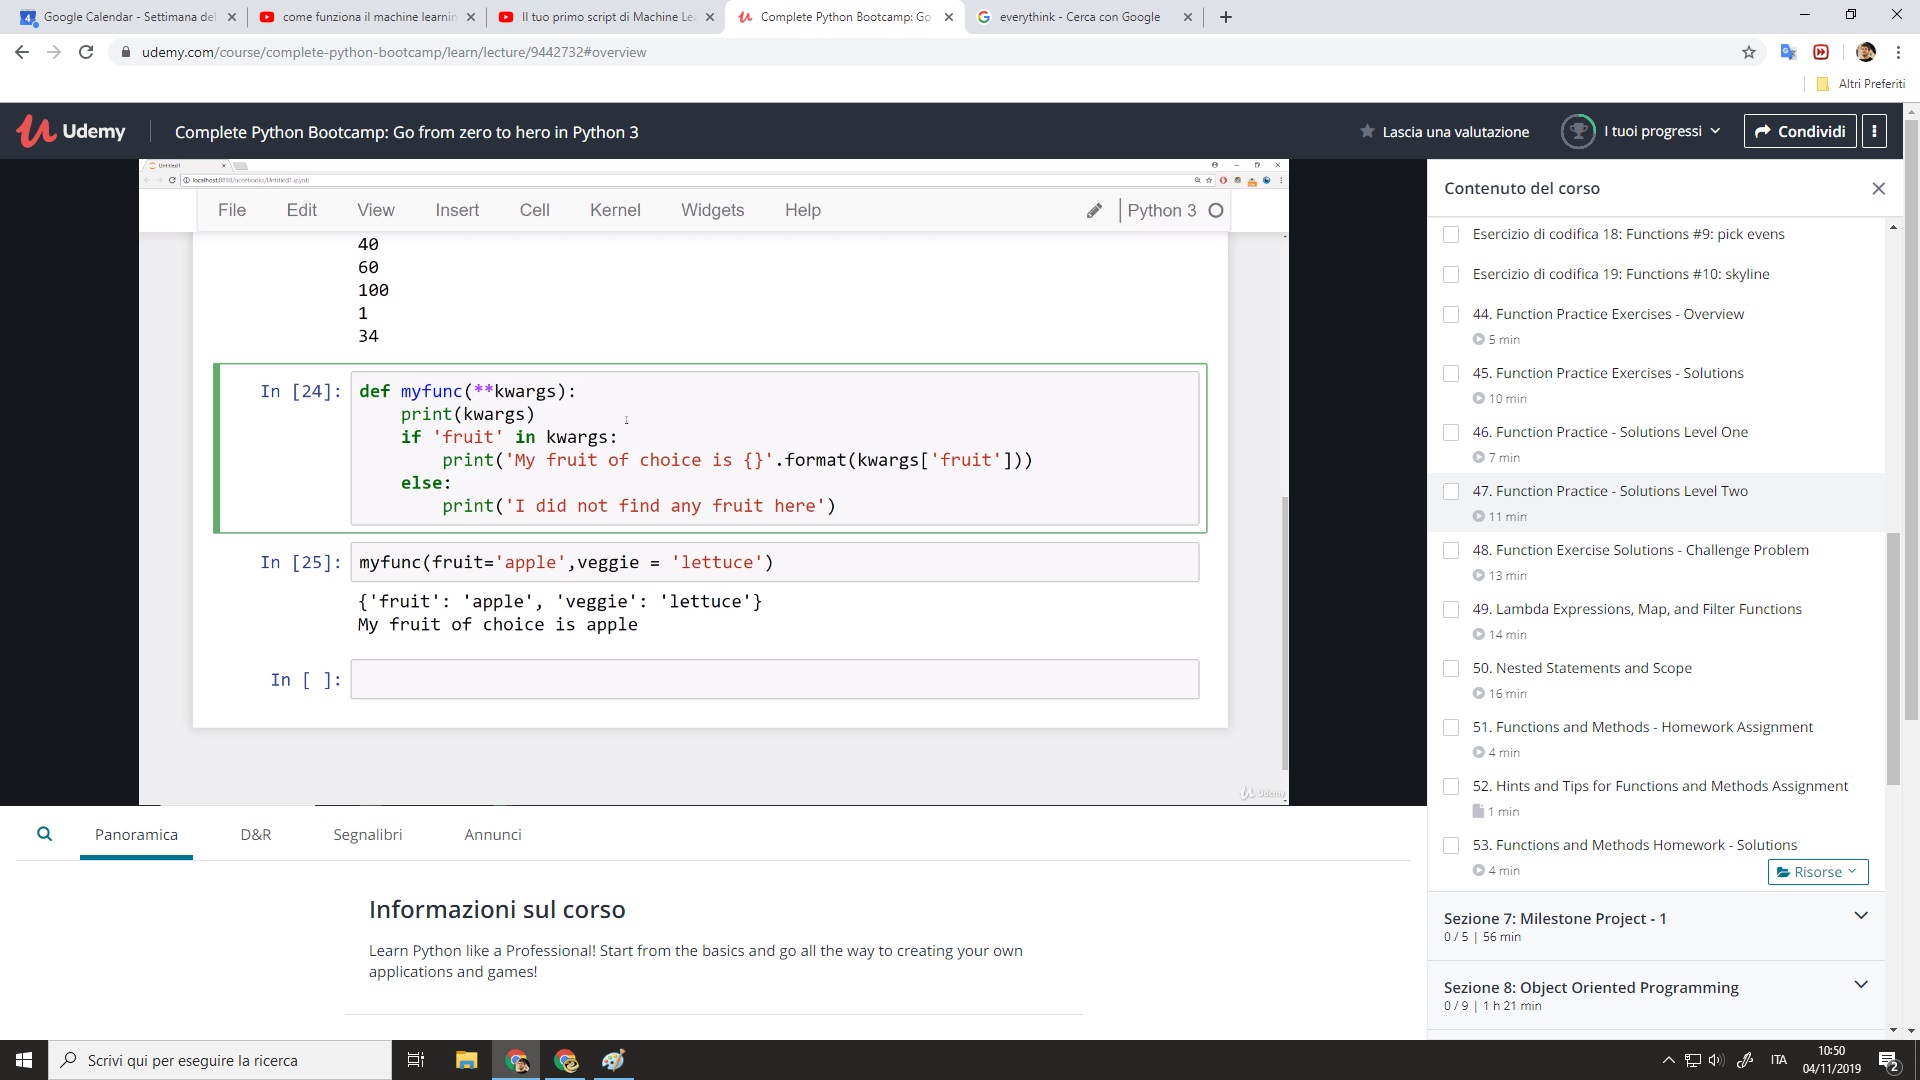 Google Calendar - Settimana del
come funziona il machine learnin
Il tuo primo script di Machine Le
Complete Python Bootcamp: Go
everythink - Cerca con Google
udemy.com/course/complete-python-bootcamp/learn/lecture/9442732#overview
Altri Preferiti
Udemy
Complete Python Bootcamp: Go from zero to hero in Python 3
Lascia una valutazione
I tuoi progressi
Condividi
Untitled1
localhost:8888/notebooks/Untitled1.ipynb
File Edit View Insert Cell Kernel Widgets Help
Python 3
40
60
100
1
34
In [24]:
def myfunc(**kwargs):
    print(kwargs)
    if 'fruit' in kwargs:
        print('My fruit of choice is {}'.format(kwargs['fruit']))
    else:
        print('I did not find any fruit here')
In [25]:
myfunc(fruit='apple',veggie = 'lettuce')
{'fruit': 'apple', 'veggie': 'lettuce'}
My fruit of choice is apple
In [ ]:
Udemy
Contenuto del corso
Esercizio di codifica 18: Functions #9: pick evens
Esercizio di codifica 19: Functions #10: skyline
44. Function Practice Exercises - Overview
5 min
45. Function Practice Exercises - Solutions
10 min
46. Function Practice - Solutions Level One
7 min
47. Function Practice - Solutions Level Two
11 min
48. Function Exercise Solutions - Challenge Problem
13 min
49. Lambda Expressions, Map, and Filter Functions
14 min
50. Nested Statements and Scope
16 min
51. Functions and Methods - Homework Assignment
4 min
52. Hints and Tips for Functions and Methods Assignment
1 min
53. Functions and Methods Homework - Solutions
4 min
Risorse
Sezione 7: Milestone Project - 1
0 / 5 | 56 min
Sezione 8: Object Oriented Programming
0 / 9 | 1 h 21 min
Panoramica
D&R
Segnalibri
Annunci
Informazioni sul corso
Learn Python like a Professional! Start from the basics and go all the way to creating your own
applications and games!
Scrivi qui per eseguire la ricerca
ITA
10:50
04/11/2019
2